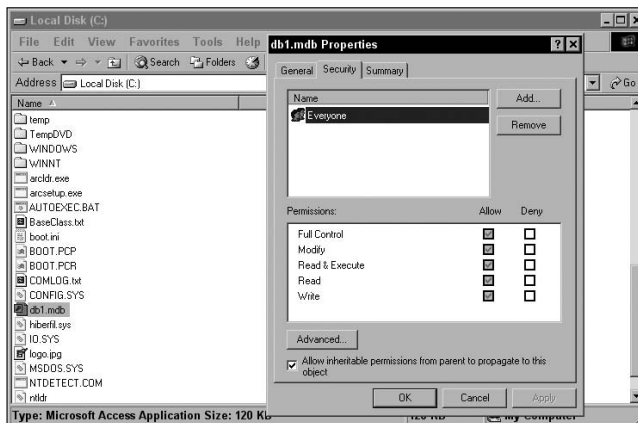 Local Disk (C:)
File Edit View Favorites Tools Help
Back Search Folders
Address Local Disk (C:) Go
Name
temp
TempDVD
WINDOWS
WINNT
arcldr.exe
arcsetup.exe
AUTOEXEC.BAT
BaseClass.txt
boot.ini
BOOT.PCP
BOOT.PCR
COMLOG.txt
CONFIG.SYS
db1.mdb
hiberfil.sys
IO.SYS
logo.jpg
MSDOS.SYS
NTDETECT.COM
ntldr
Type: Microsoft Access Application Size: 120 KB 120 KB My Computer
db1.mdb Properties
General Security Summary
Name
Everyone
Add...
Remove
Permissions: Allow Deny
Full Control
Modify
Read & Execute
Read
Write
Advanced...
Allow inheritable permissions from parent to propagate to this
object
OK Cancel Apply